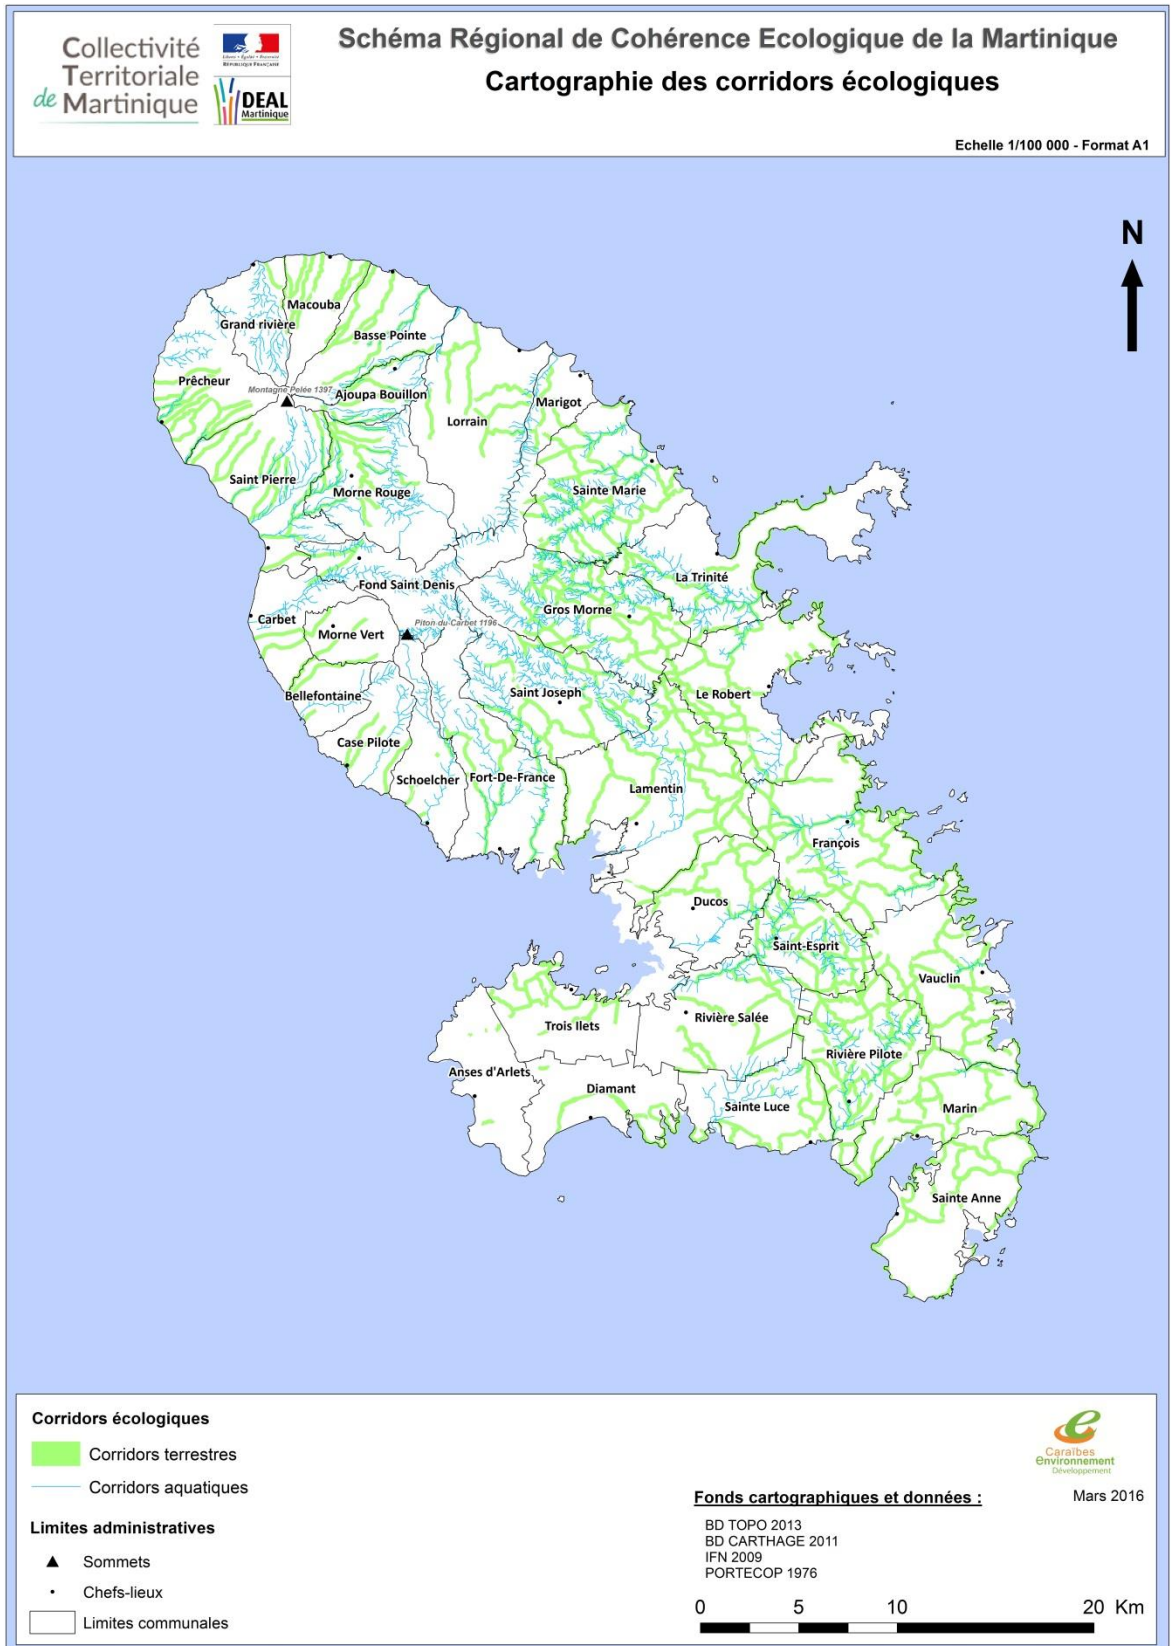 Collectivité
Territoriale
de Martinique
Liberté • Égalité • Fraternité
RÉPUBLIQUE FRANÇAISE
DEAL
Martinique
Schéma Régional de Cohérence Ecologique de la Martinique
Cartographie des corridors écologiques
Echelle 1/100 000 - Format A1
N
Macouba
Grand rivière
Basse Pointe
Prêcheur
Montagne Pelée 1397
Ajoupa Bouillon
Marigot
Lorrain
Saint Pierre
Morne Rouge
Sainte Marie
La Trinité
Fond Saint Denis
Gros Morne
Carbet
Piton du Carbet 1196
Morne Vert
Saint Joseph
Le Robert
Bellefontaine
Case Pilote
Schoelcher
Fort-De-France
Lamentin
François
Ducos
Saint-Esprit
Vauclin
Rivière Salée
Trois Ilets
Rivière Pilote
Anses d'Arlets
Diamant
Sainte Luce
Marin
Sainte Anne
Corridors écologiques
Corridors terrestres
Corridors aquatiques
Limites administratives
Sommets
Chefs-lieux
Limites communales
Caraïbes
environnement
Développement
Mars 2016
Fonds cartographiques et données :
BD TOPO 2013
BD CARTHAGE 2011
IFN 2009
PORTECOP 1976
0 5 10 20 Km